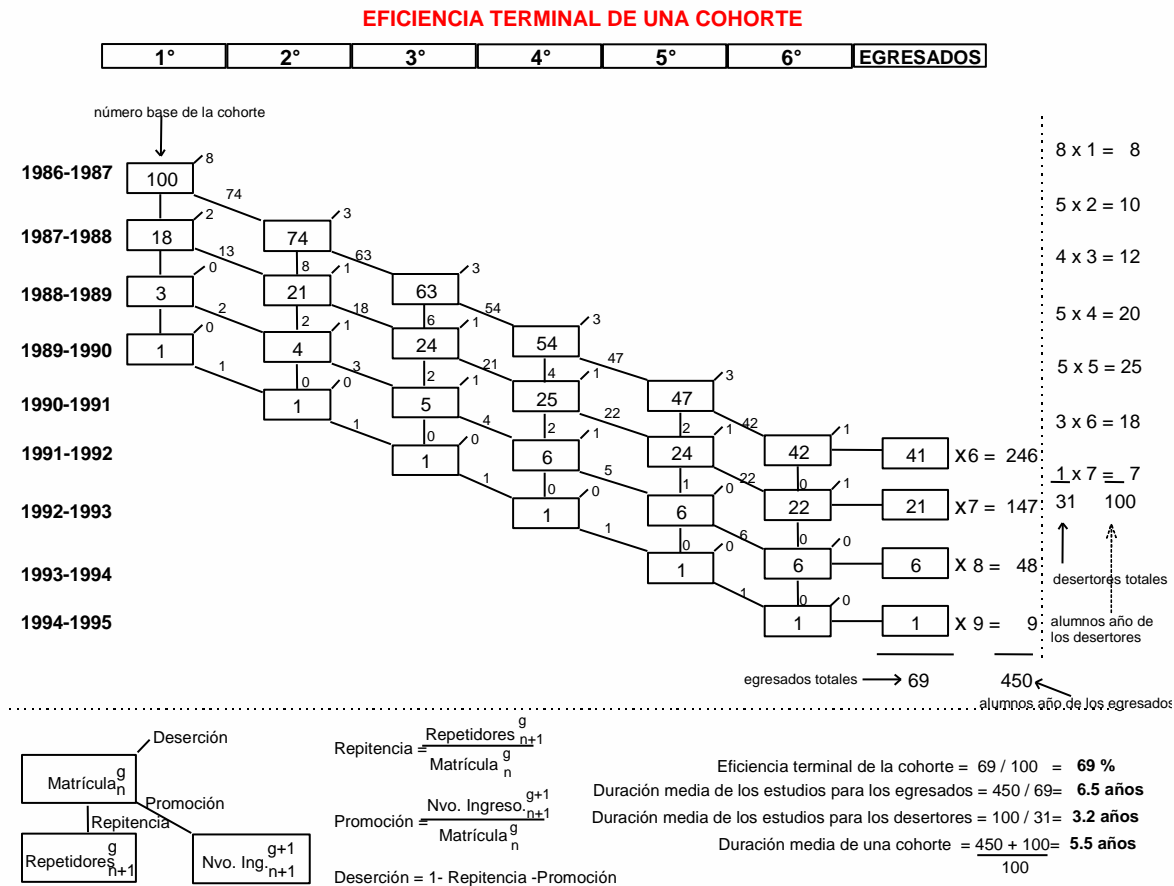 EFICIENCIA TERMINAL DE UNA COHORTE
1° 2° 3° 4° 5° 6° EGRESADOS
número base de la cohorte
8 x 1 = 8
8
1986-1987 100
74
5 x 2 = 10
2 3
1987-1988 18 74
13 63
4 x 3 = 12
0 8 1 3
1988-1989 3 21 63
2 18 54
5 x 4 = 20
0 2 1 6 1 3
1989-1990 1 4 24 54
1 3 21 47
5 x 5 = 25
0 0 2 1 4 1 3
1990-1991 1 5 25 47
1 4 22 42
3 x 6 = 18
0 0 2 1 2 1 1
1991-1992 1 6 24 42 41 x6 = 246
1 5 22
1 x 7 = 7
0 0 1 0 0 1
1992-1993 1 6 22 21 x7 = 147
31 100
1 6
0 0 0 0
1993-1994 1 6 6 x 8 = 48
desertores totales
1
0 0
1994-1995 1 1 x 9 = 9
alumnos año de
los desertores
egresados totales 69 450
alumnos año de los egresados
Deserción
Matrícula g n
Promoción
Repitencia
Repetidores g n+1
Nvo. Ing. g+1 n+1
Repitencia = Repetidores g n+1
Matrícula g n
Promoción = Nvo. Ingreso. g+1 n+1
Matrícula g n
Deserción = 1- Repitencia -Promoción
Eficiencia terminal de la cohorte = 69 / 100 = 69 %
Duración media de los estudios para los egresados = 450 / 69= 6.5 años
Duración media de los estudios para los desertores = 100 / 31= 3.2 años
Duración media de una cohorte = 450 + 100= 5.5 años
100